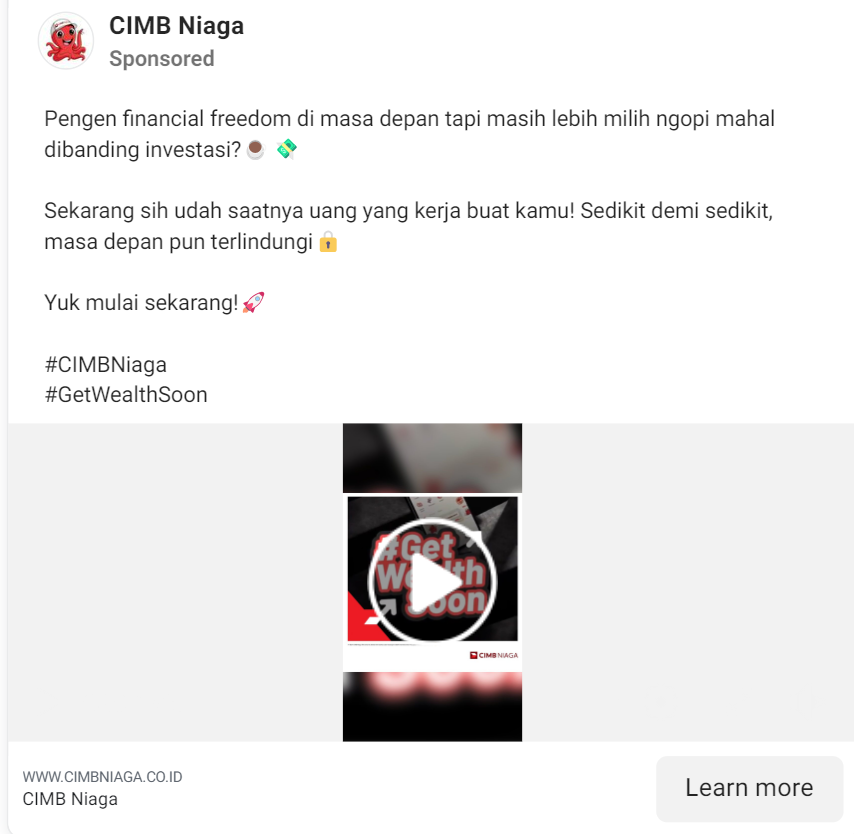 CIMB Niaga
Sponsored
Pengen financial freedom di masa depan tapi masih lebih milih ngopi mahal
dibanding investasi?☕ 💸
Sekarang sih udah saatnya uang yang kerja buat kamu! Sedikit demi sedikit,
masa depan pun terlindungi🔒
Yuk mulai sekarang!🚀
#CIMBNiaga
#GetWealthSoon
#Get
Wealth
Soon
CIMB NIAGA
WWW.CIMBNIAGA.CO.ID
CIMB Niaga
Learn more